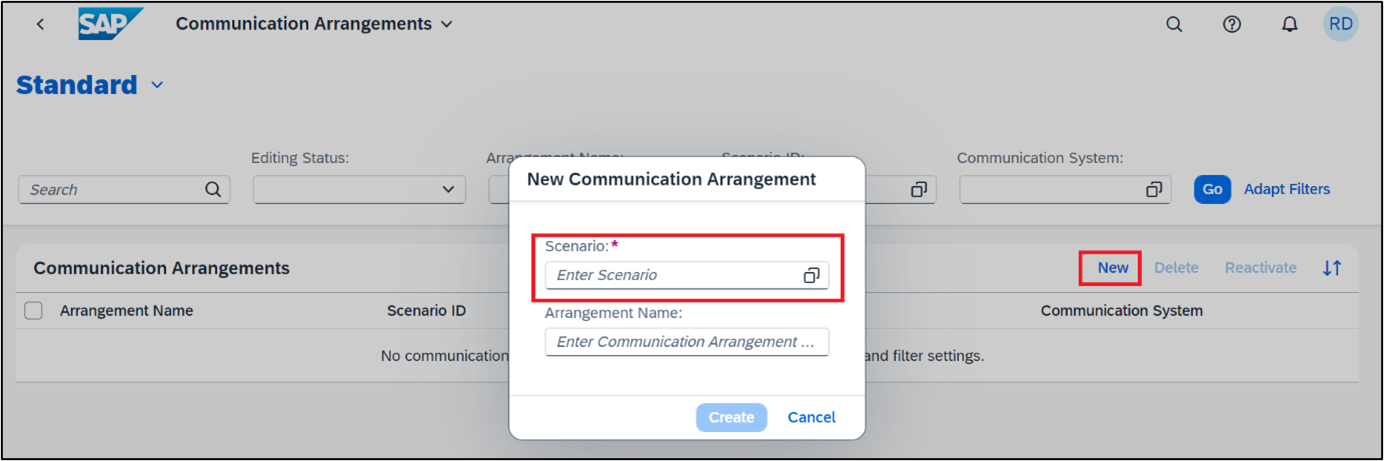 SAP Communication Arrangements RD
Standard
Editing Status: Arrangement Name: Scenario ID: Communication System:
Search Go Adapt Filters
New Communication Arrangement
Scenario:*
Enter Scenario
Arrangement Name:
Enter Communication Arrangement ...
Create Cancel
Communication Arrangements New Delete Reactivate
Arrangement Name Scenario ID Communication System
No communication and filter settings.